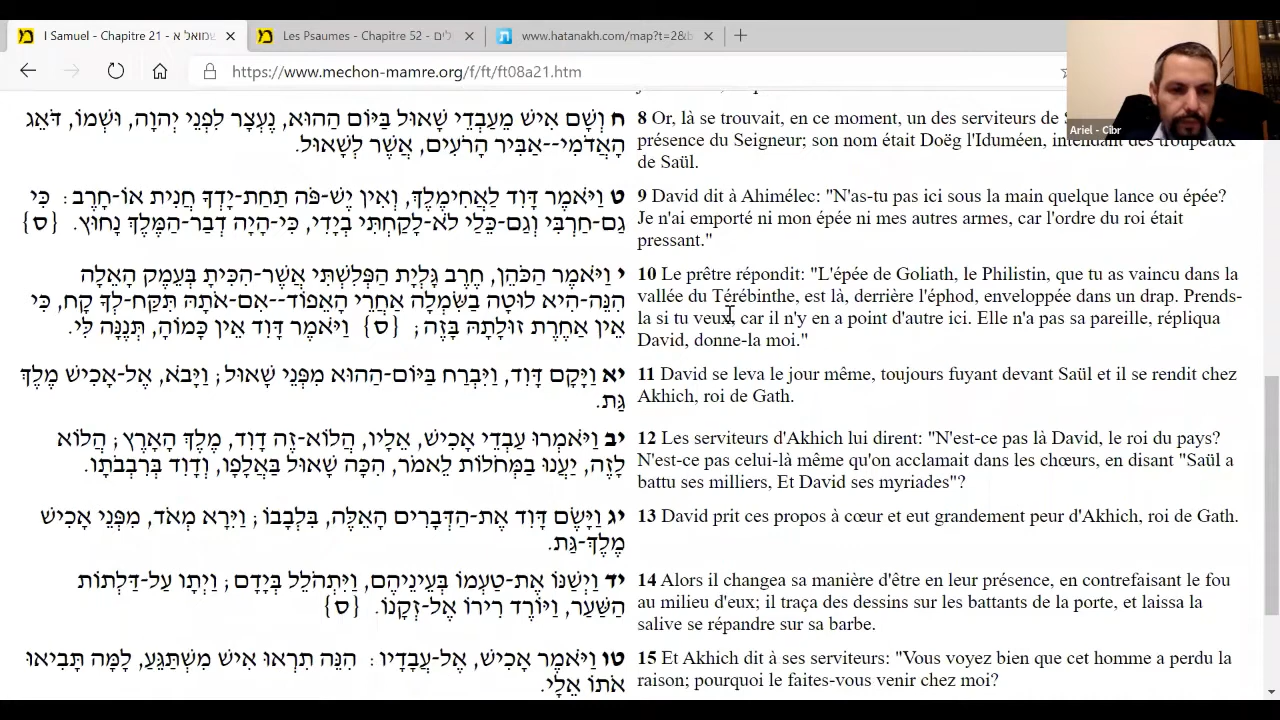 I Samuel - Chapitre 21 - שמואל א
Les Psaumes - Chapitre 52 - לים
www.hatanakh.com/map?t=2&b
https://www.mechon-mamre.org/f/ft/ft08a21.htm
Ariel - Cibr
ח וְשָׁם אִישׁ מֵעַבְדֵי שָׁאוּל בַּיּוֹם הַהוּא, נֶעְצָר לִפְנֵי יְהוָה, וּשְׁמוֹ, דֹּאֵג
הָאֲדֹמִי--אַבִּיר הָרֹעִים, אֲשֶׁר לְשָׁאוּל.
8 Or, là se trouvait, en ce moment, un des serviteurs de
présence du Seigneur; son nom était Doëg l'Iduméen, intendant des troupeaux
de Saül.
ט וַיֹּאמֶר דָּוִד לַאֲחִימֶלֶךְ, וְאִין יֶשׁ-פֹּה תַחַת-יָדְךָ חֲנִית אוֹ-חָרֶב: כִּי
גַם-חַרְבִּי וְגַם-כֵּלַי לֹא-לָקַחְתִּי בְיָדִי, כִּי-הָיָה דְבַר-הַמֶּלֶךְ נָחוּץ. {ס}
9 David dit à Ahimélec: "N'as-tu pas ici sous la main quelque lance ou épée?
Je n'ai emporté ni mon épée ni mes autres armes, car l'ordre du roi était
pressant."
י וַיֹּאמֶר הַכֹּהֵן, חֶרֶב גָּלְיָת הַפְּלִשְׁתִּי אֲשֶׁר-הִכִּיתָ בְּעֵמֶק הָאֵלָה
הִנֵּה-הִיא לוּטָה בַשִּׂמְלָה אַחֲרֵי הָאֵפוֹד--אִם-אֹתָהּ תִּקַּח-לְךָ קָח, כִּי
אֵין אַחֶרֶת זוּלָתָהּ בָּזֶה; {ס} וַיֹּאמֶר דָּוִד אֵין כָּמוֹהָ, תְּנֶנָּה לִּי.
10 Le prêtre répondit: "L'épée de Goliath, le Philistin, que tu as vaincu dans la
vallée du Térébinthe, est là, derrière l'éphod, enveloppée dans un drap. Prends-
la si tu veux, car il n'y en a point d'autre ici. Elle n'a pas sa pareille, répliqua
David, donne-la moi."
יא וַיָּקָם דָּוִד, וַיִּבְרַח בַּיּוֹם-הַהוּא מִפְּנֵי שָׁאוּל; וַיָּבֹא, אֶל-אָכִישׁ מֶלֶךְ
גַּת.
11 David se leva le jour même, toujours fuyant devant Saül et il se rendit chez
Akhich, roi de Gath.
יב וַיֹּאמְרוּ עַבְדֵי אָכִישׁ, אֵלָיו, הֲלוֹא-זֶה דָוִד, מֶלֶךְ הָאָרֶץ; הֲלוֹא
לָזֶה, יַעֲנוּ בַמְּחֹלוֹת לֵאמֹר, הִכָּה שָׁאוּל בַּאֲלָפָו, וְדָוִד בְּרִבְבֹתָו.
12 Les serviteurs d'Akhich lui dirent: "N'est-ce pas là David, le roi du pays?
N'est-ce pas celui-là même qu'on acclamait dans les chœurs, en disant "Saül a
battu ses milliers, Et David ses myriades"?
יג וַיָּשֶׂם דָּוִד אֶת-הַדְּבָרִים הָאֵלֶּה, בִּלְבָבוֹ; וַיִּרָא מְאֹד, מִפְּנֵי אָכִישׁ
מֶלֶךְ-גַּת.
13 David prit ces propos à cœur et eut grandement peur d'Akhich, roi de Gath.
יד וַיְשַׁנּוֹ אֶת-טַעְמוֹ בְּעֵינֵיהֶם, וַיִּתְהֹלֵל בְּיָדָם; וַיְתָו עַל-דַּלְתוֹת
הַשַּׁעַר, וַיּוֹרֶד רִירוֹ אֶל-זְקָנוֹ. {ס}
14 Alors il changea sa manière d'être en leur présence, en contrefaisant le fou
au milieu d'eux; il traça des dessins sur les battants de la porte, et laissa la
salive se répandre sur sa barbe.
טו וַיֹּאמֶר אָכִישׁ, אֶל-עֲבָדָיו: הִנֵּה תִרְאוּ אִישׁ מִשְׁתַּגֵּעַ, לָמָּה תָּבִיאוּ
אֹתוֹ אֵלָי.
15 Et Akhich dit à ses serviteurs: "Vous voyez bien que cet homme a perdu la
raison; pourquoi le faites-vous venir chez moi?